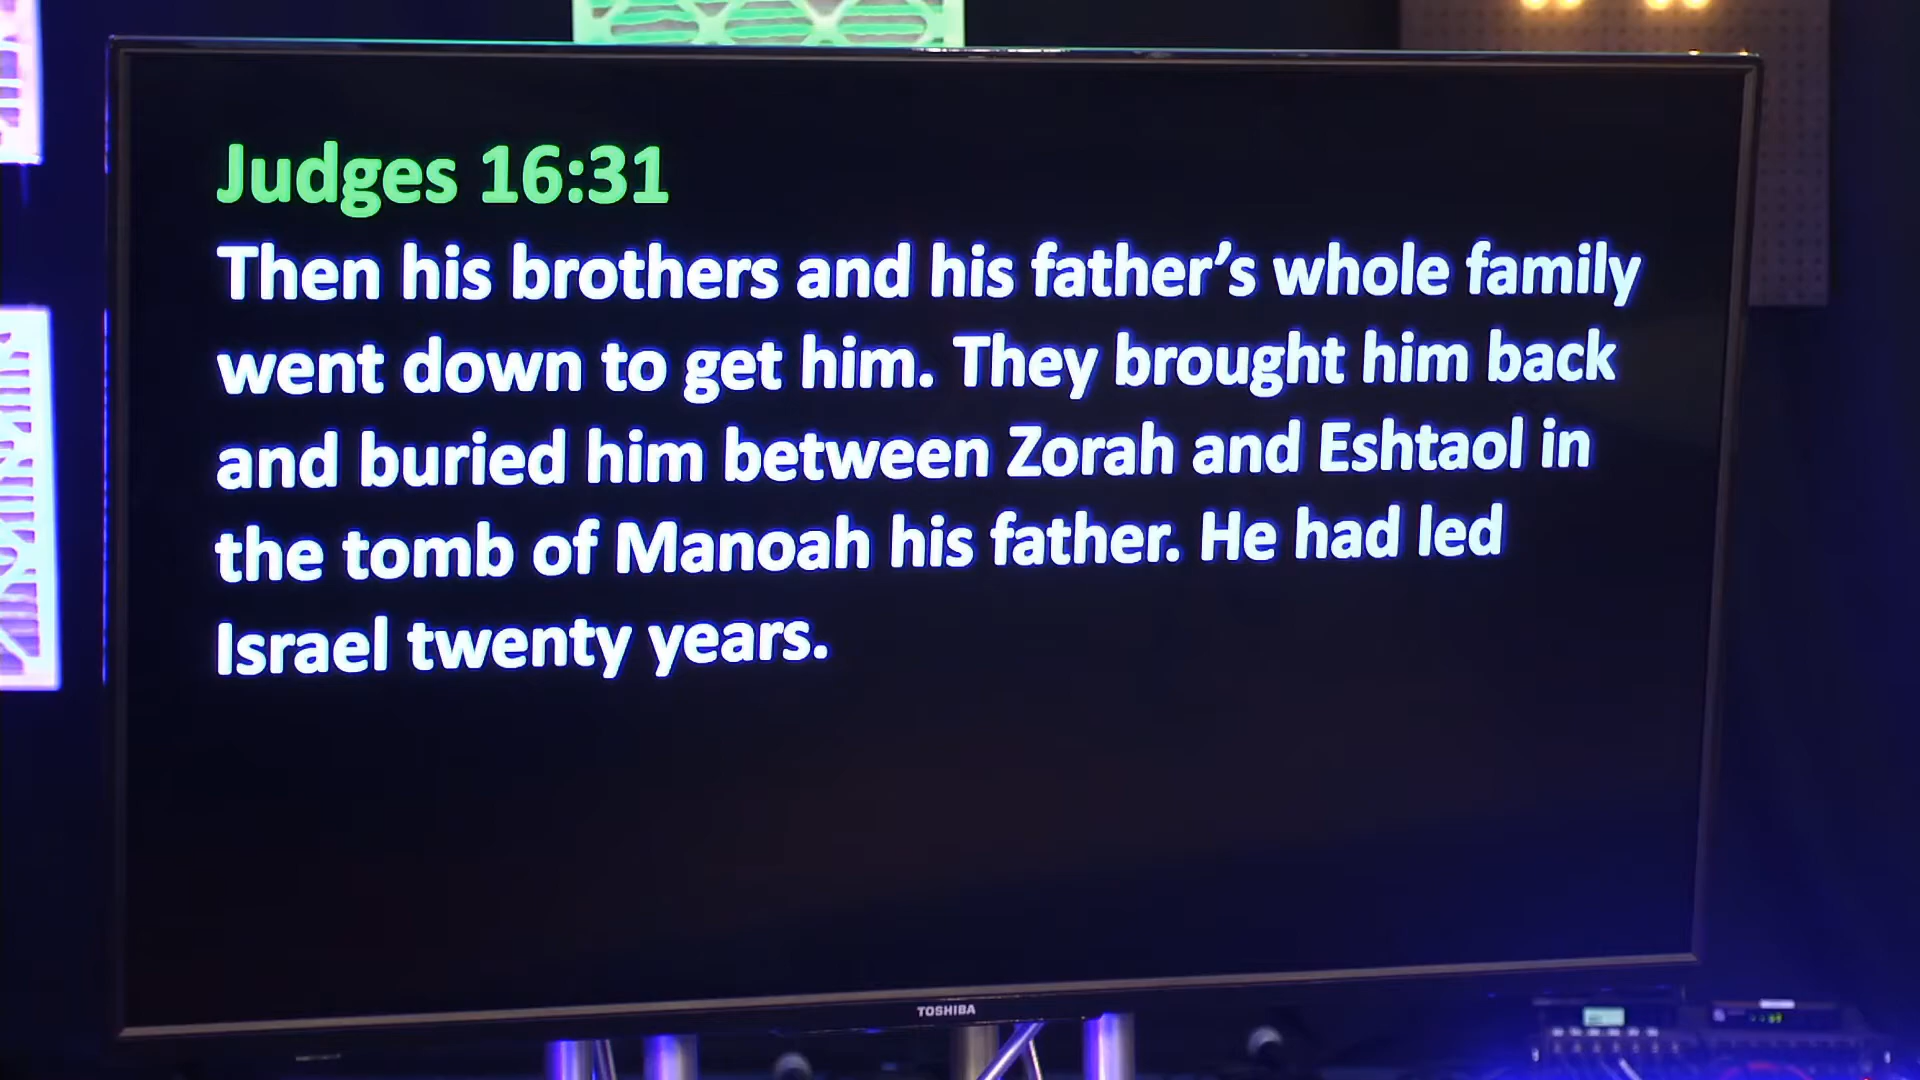 Judges 16:31
Then his brothers and his father’s whole family
went down to get him. They brought him back
and buried him between Zorah and Eshtaol in
the tomb of Manoah his father. He had led
Israel twenty years.
TOSHIBA